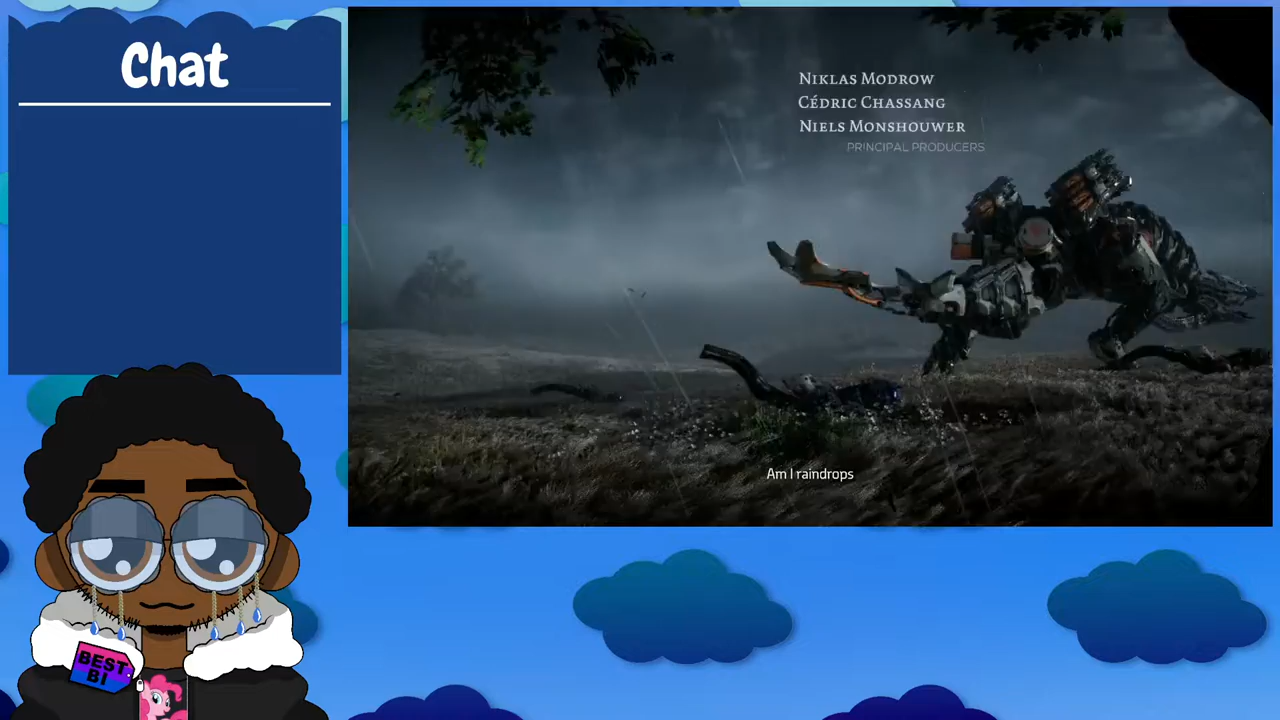 Chat
NIKLAS MODROW
CÉDRIC CHASSANG
NIELS MONSHOUWER
PRINCIPAL PRODUCERS
Am I raindrops
BEST.
BI